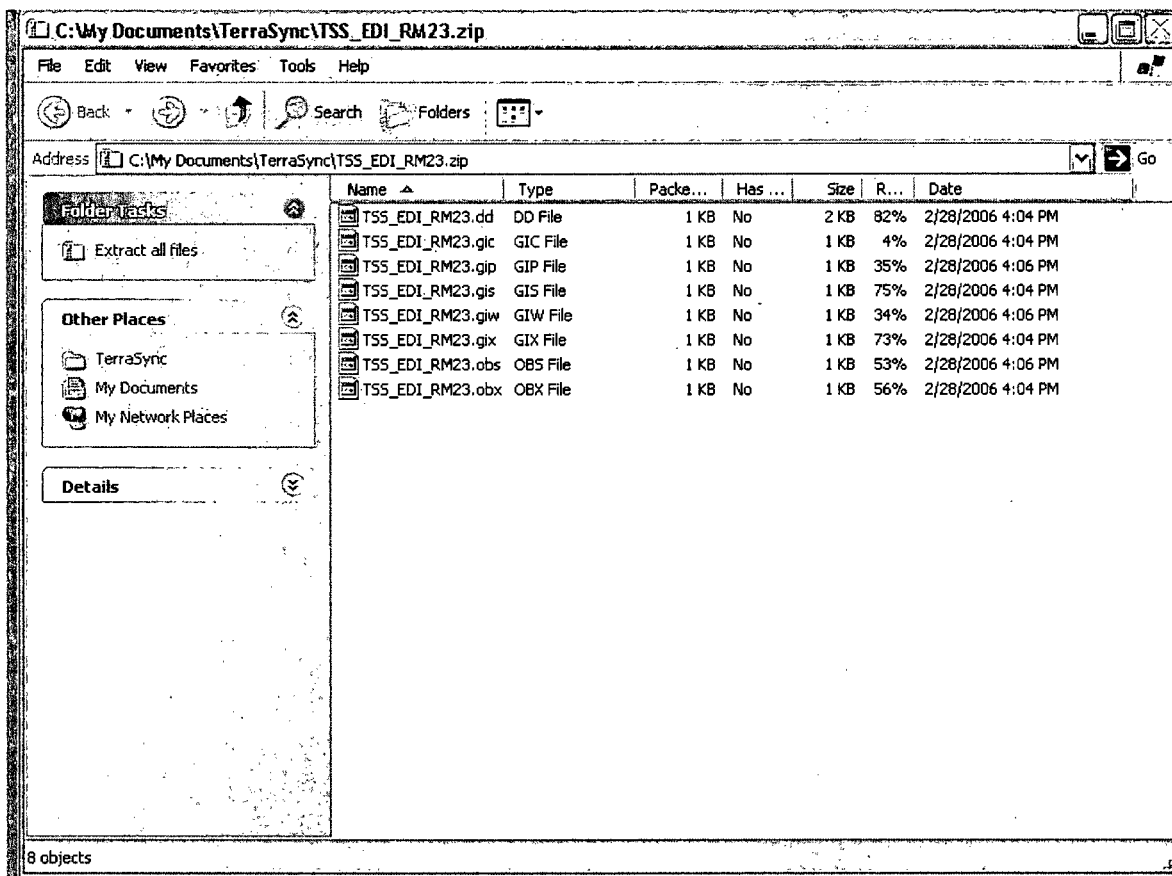 C:\My Documents\TerraSync\TSS_EDI_RM23.zip
File Edit View Favorites Tools Help
Back Search Folders
Address C:\My Documents\TerraSync\TSS_EDI_RM23.zip Go
Folder Tasks
Extract all files
Other Places
TerraSync
My Documents
My Network Places
Details
Name Type Packe... Has ... Size R... Date
TSS_EDI_RM23.dd DD File 1 KB No 2 KB 82% 2/28/2006 4:04 PM
TSS_EDI_RM23.gic GIC File 1 KB No 1 KB 4% 2/28/2006 4:04 PM
TSS_EDI_RM23.gip GIP File 1 KB No 1 KB 35% 2/28/2006 4:06 PM
TSS_EDI_RM23.gis GIS File 1 KB No 1 KB 75% 2/28/2006 4:04 PM
TSS_EDI_RM23.giw GIW File 1 KB No 1 KB 34% 2/28/2006 4:06 PM
TSS_EDI_RM23.gix GIX File 1 KB No 1 KB 73% 2/28/2006 4:04 PM
TSS_EDI_RM23.obs OBS File 1 KB No 1 KB 53% 2/28/2006 4:06 PM
TSS_EDI_RM23.obx OBX File 1 KB No 1 KB 56% 2/28/2006 4:04 PM
8 objects